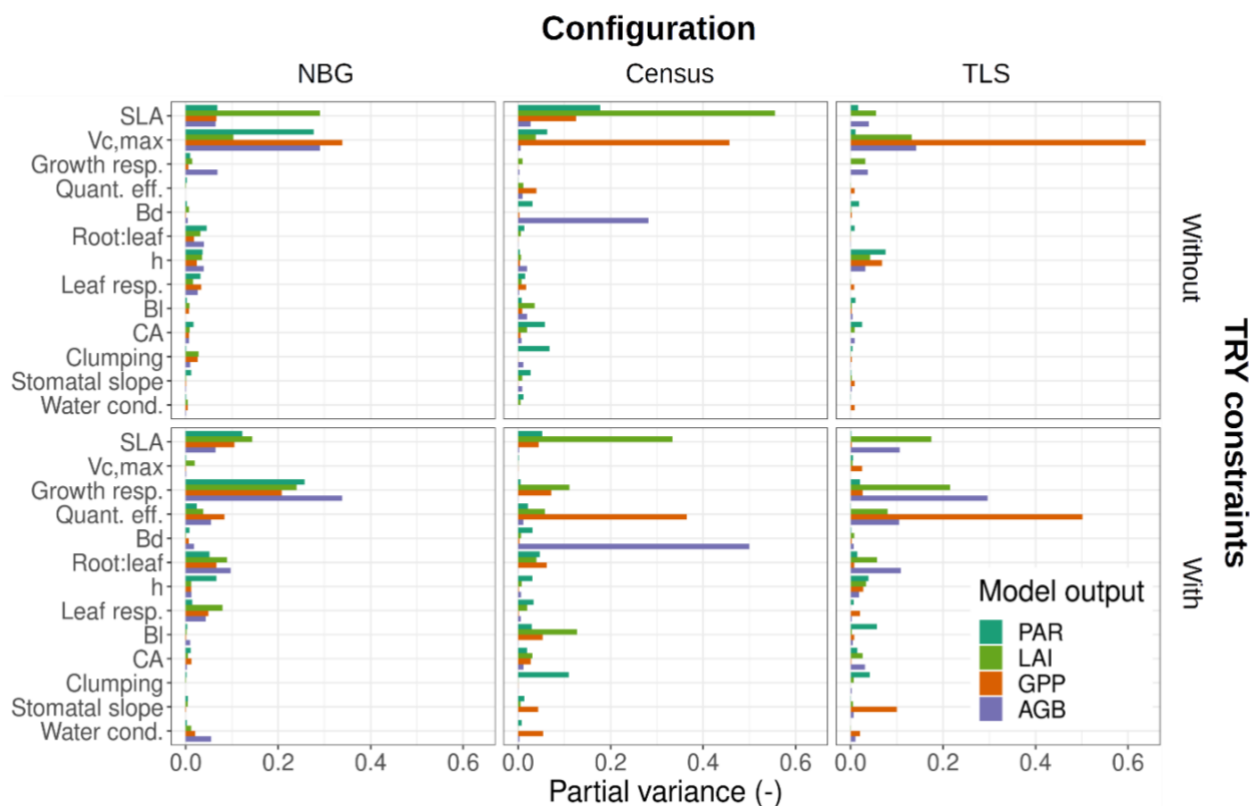 Configuration
NBG Census TLS
SLA
Vc,max
Growth resp.
Quant. eff.
Bd
Root:leaf
h
Leaf resp.
Bl
CA
Clumping
Stomatal slope
Water cond.
Without
SLA
Vc,max
Growth resp.
Quant. eff.
Bd
Root:leaf
h
Leaf resp.
Bl
CA
Clumping
Stomatal slope
Water cond.
With
TRY constraints
Model output
PAR
LAI
GPP
AGB
0.0 0.2 0.4 0.6 0.0 0.2 0.4 0.6 0.0 0.2 0.4 0.6
Partial variance (-)